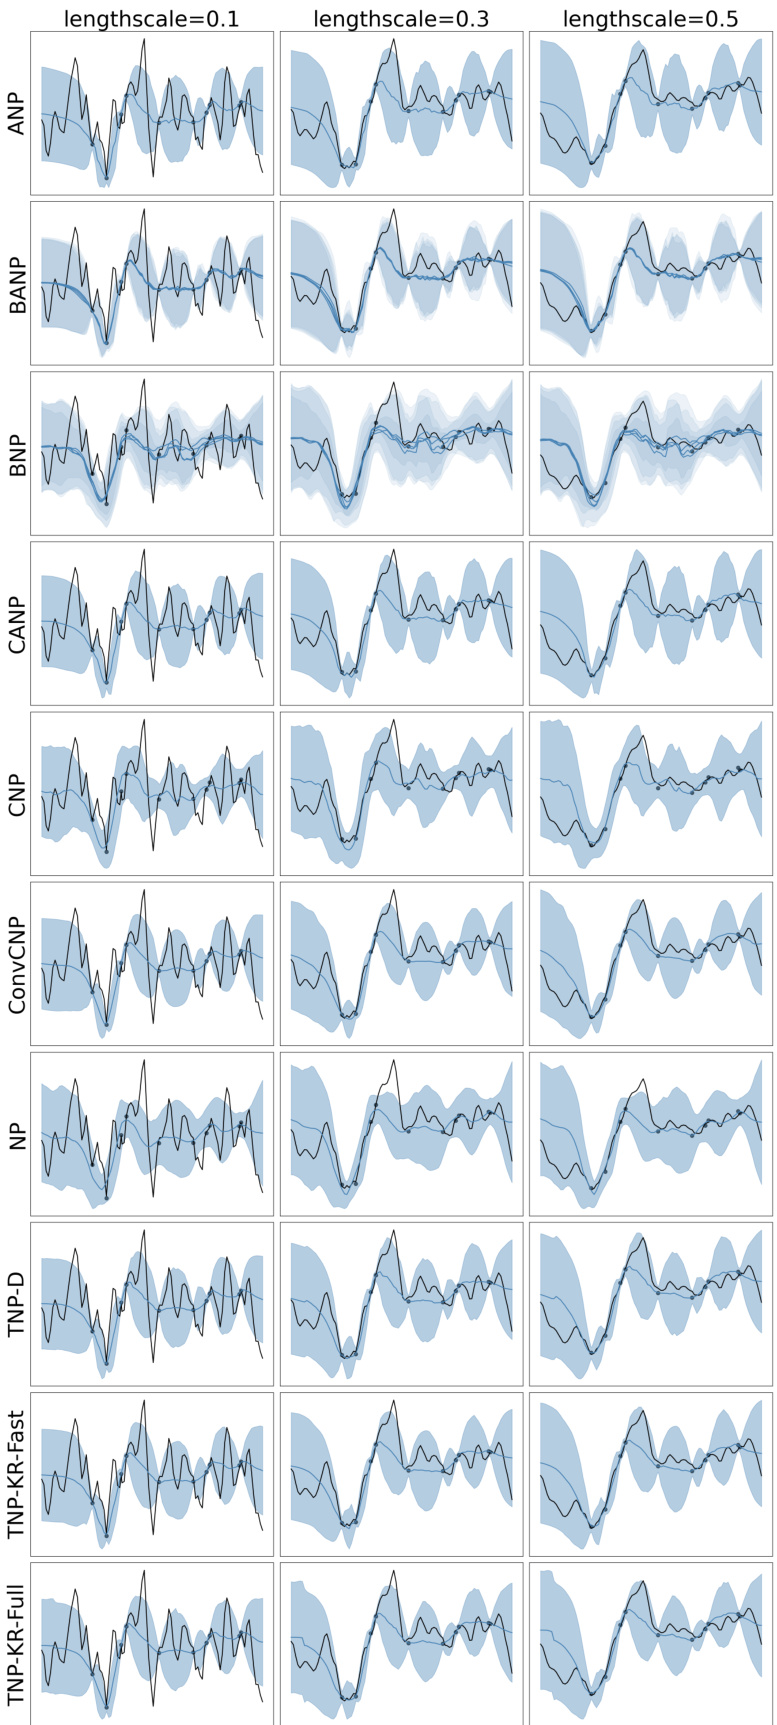 lengthscale=0.1 lengthscale=0.3 lengthscale=0.5
ANP
BANP
BNP
CANP
CNP
ConvCNP
NP
TNP-D
TNP-KR-Fast
TNP-KR-Full